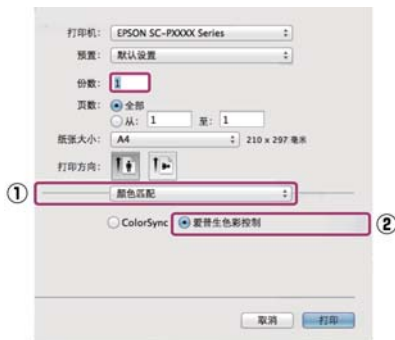 打印机: EPSON SC-PXXXX Series
预置: 默认设置
份数: 1
页数: 全部
从: 1 至: 1
纸张大小: A4 210 x 297 毫米
打印方向:
① 颜色匹配
ColorSync 爱普生色彩控制 ②
取消 打印